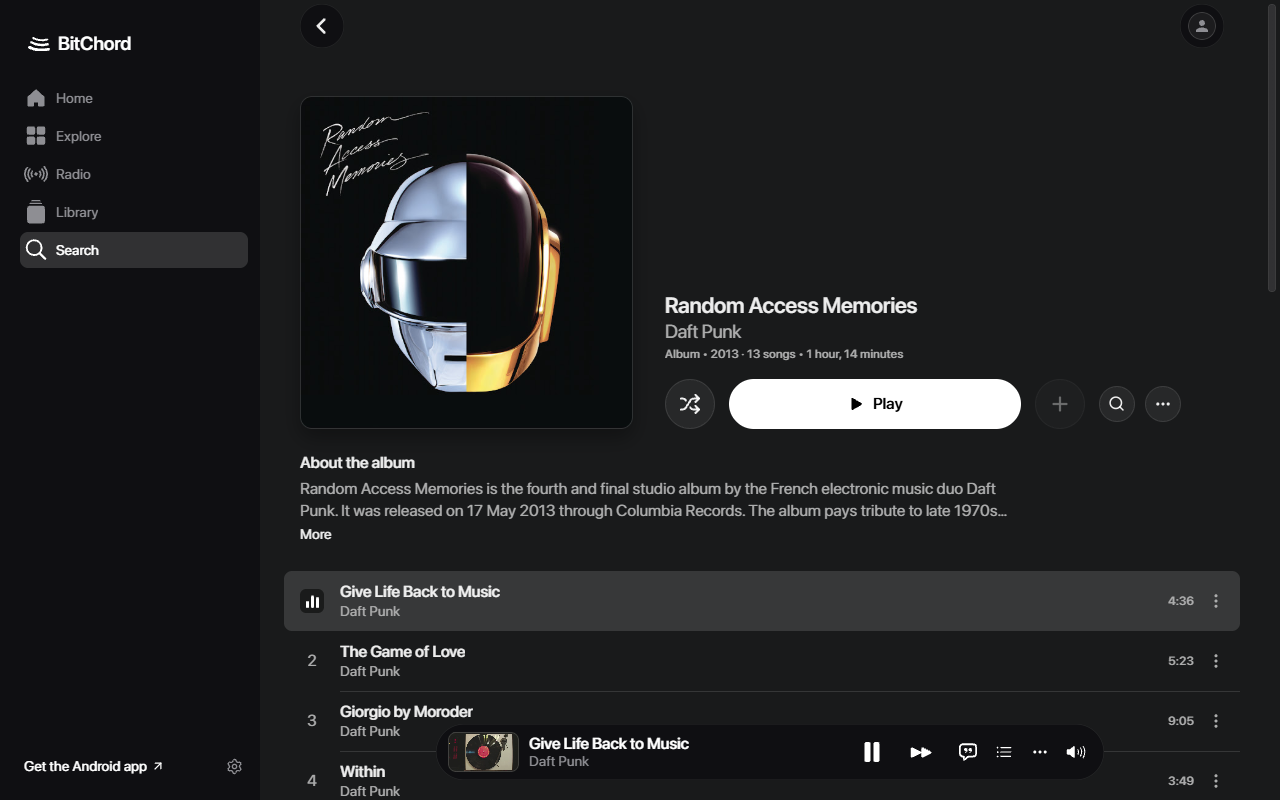 BitChord
Home
Explore
Radio
Library
Search
Get the Android app
Random
Access
Memories
Random Access Memories
Daft Punk
Album • 2013 · 13 songs • 1 hour, 14 minutes
Play
About the album
Random Access Memories is the fourth and final studio album by the French electronic music duo Daft
Punk. It was released on 17 May 2013 through Columbia Records. The album pays tribute to late 1970s...
More
Give Life Back to Music
Daft Punk
4:36
2
The Game of Love
Daft Punk
5:23
3
Giorgio by Moroder
Daft Punk
9:05
4
Within
Daft Punk
3:49
Give Life Back to Music
Daft Punk